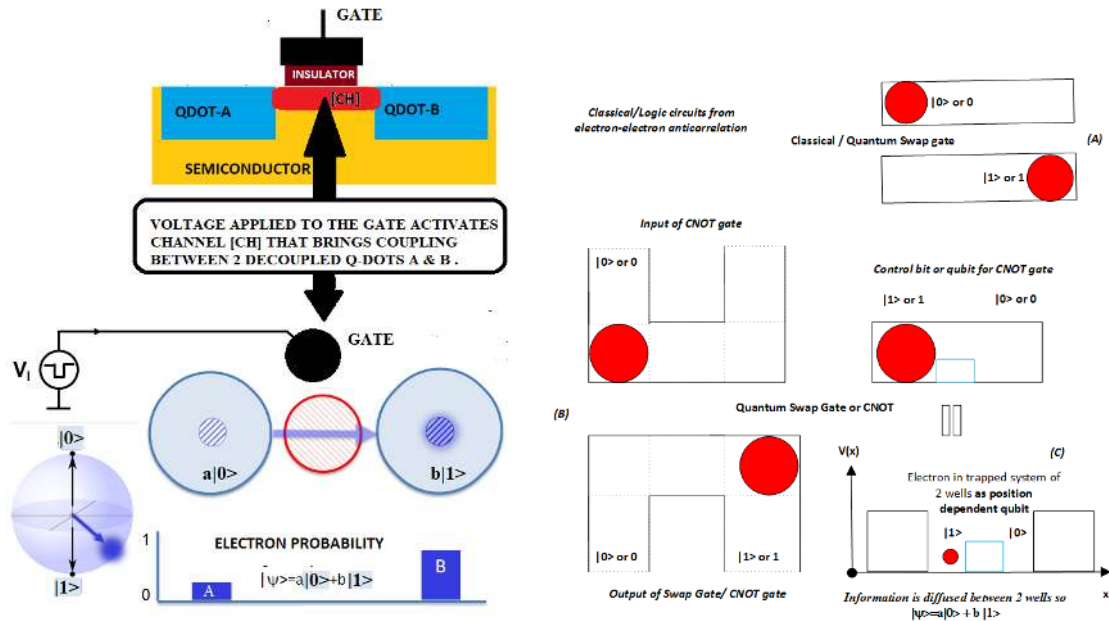 GATE
INSULATOR
[CH]
QDOT-A
QDOT-B
SEMICONDUCTOR
VOLTAGE APPLIED TO THE GATE ACTIVATES
CHANNEL [CH] THAT BRINGS COUPLING
BETWEEN 2 DECOUPLED Q-DOTS A & B .
GATE
V_I
|0>
|1>
a|0>
b|1>
ELECTRON PROBABILITY
|ψ>=a|0>+b|1>
1
0
A
B
Classical/Logic circuits from
electron-electron anticorrelation
|0> or 0
Classical / Quantum Swap gate
(A)
|1> or 1
Input of CNOT gate
|0> or 0
Control bit or qubit for CNOT gate
|1> or 1
|0> or 0
(B)
Quantum Swap Gate or CNOT
|0> or 0
|1> or 1
Output of Swap Gate/ CNOT gate
V(x)
(C)
Electron in trapped system of
2 wells as position
dependent qubit
|1>
|0>
x
Information is diffused between 2 wells so
|ψ>=a|0> + b |1>